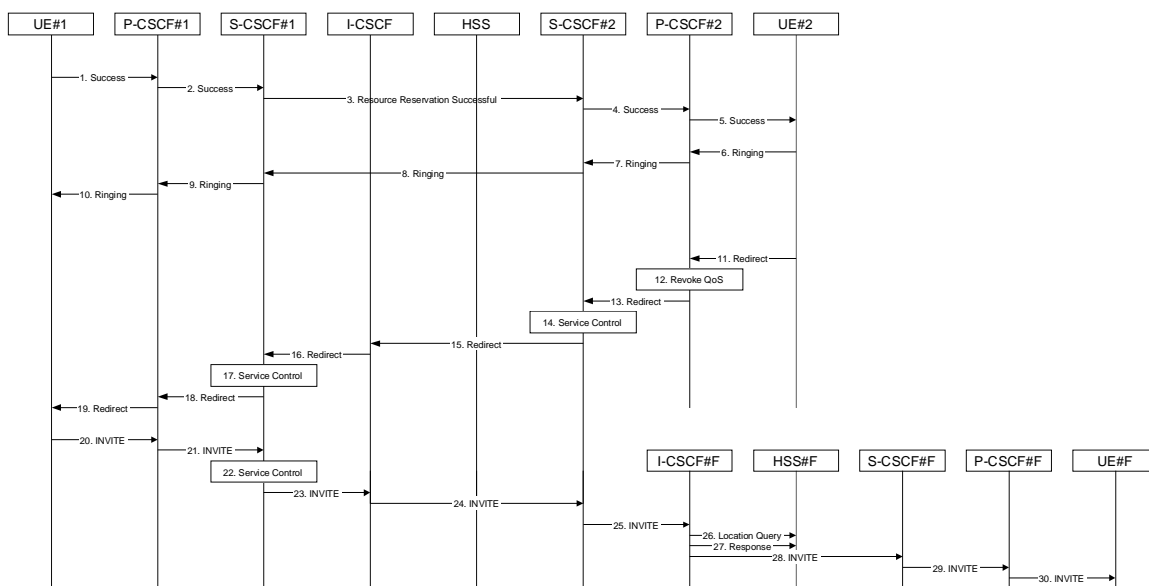 UE#1 P-CSCF#1 S-CSCF#1 I-CSCF HSS S-CSCF#2 P-CSCF#2 UE#2
1. Success
2. Success
3. Resource Reservation Successful
4. Success
5. Success
6. Ringing
7. Ringing
8. Ringing
9. Ringing
10. Ringing
11. Redirect
12. Revoke QoS
13. Redirect
14. Service Control
15. Redirect
16. Redirect
17. Service Control
18. Redirect
19. Redirect
20. INVITE
21. INVITE
I-CSCF#F HSS#F S-CSCF#F P-CSCF#F UE#F
22. Service Control
23. INVITE
24. INVITE
25. INVITE
26. Location Query
27. Response
28. INVITE
29. INVITE
30. INVITE